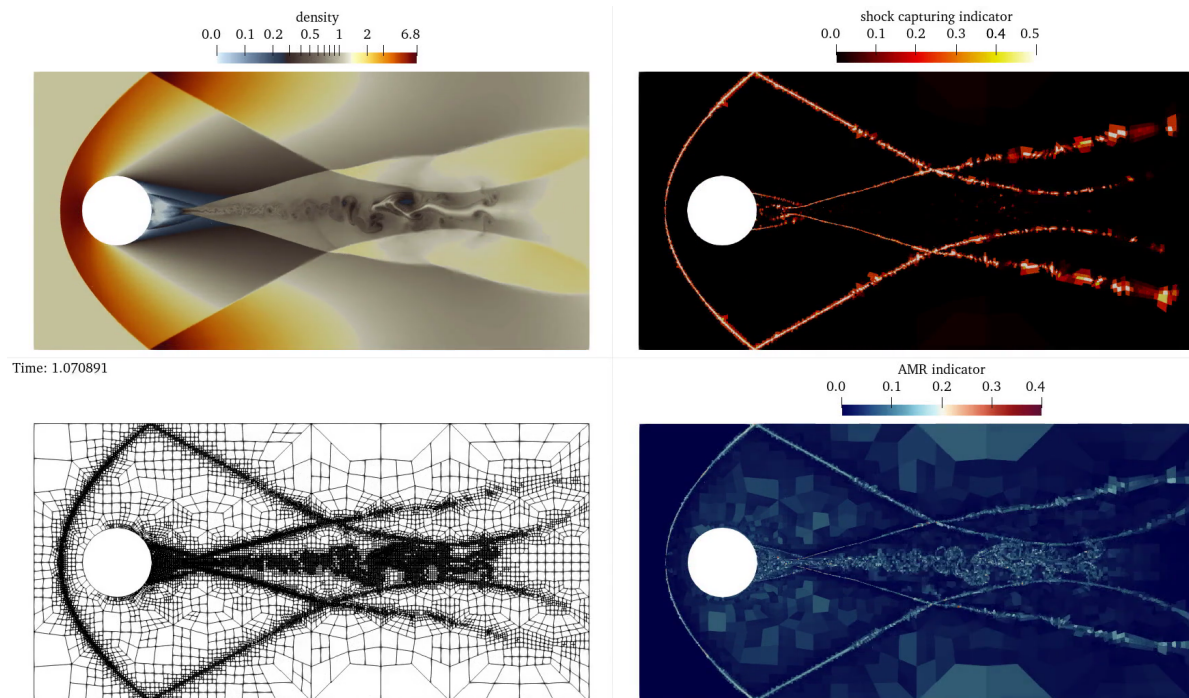 density
0.0 0.1 0.2 0.5 1 2 6.8
shock capturing indicator
0.0 0.1 0.2 0.3 0.4 0.5
Time: 1.070891
AMR indicator
0.0 0.1 0.2 0.3 0.4